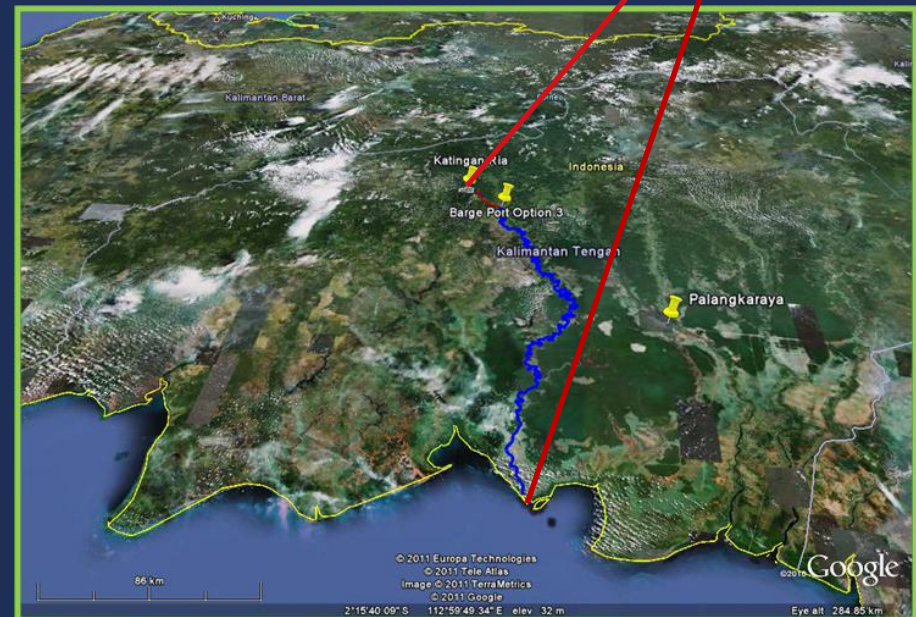 Kuching
Kalimantan Barat
Katingan Ria
Indonesia
Barge Port Option 3
Kalimantan Tengah
Palangkaraya
© 2011 Europa Technologies
© 2011 Tele Atlas
Image © 2011 TerraMetrics
© 2011 Google
Google
86 km
2°15'40.09"S 112°59'49.34"E elev 32 m
Eye alt 284.85 km